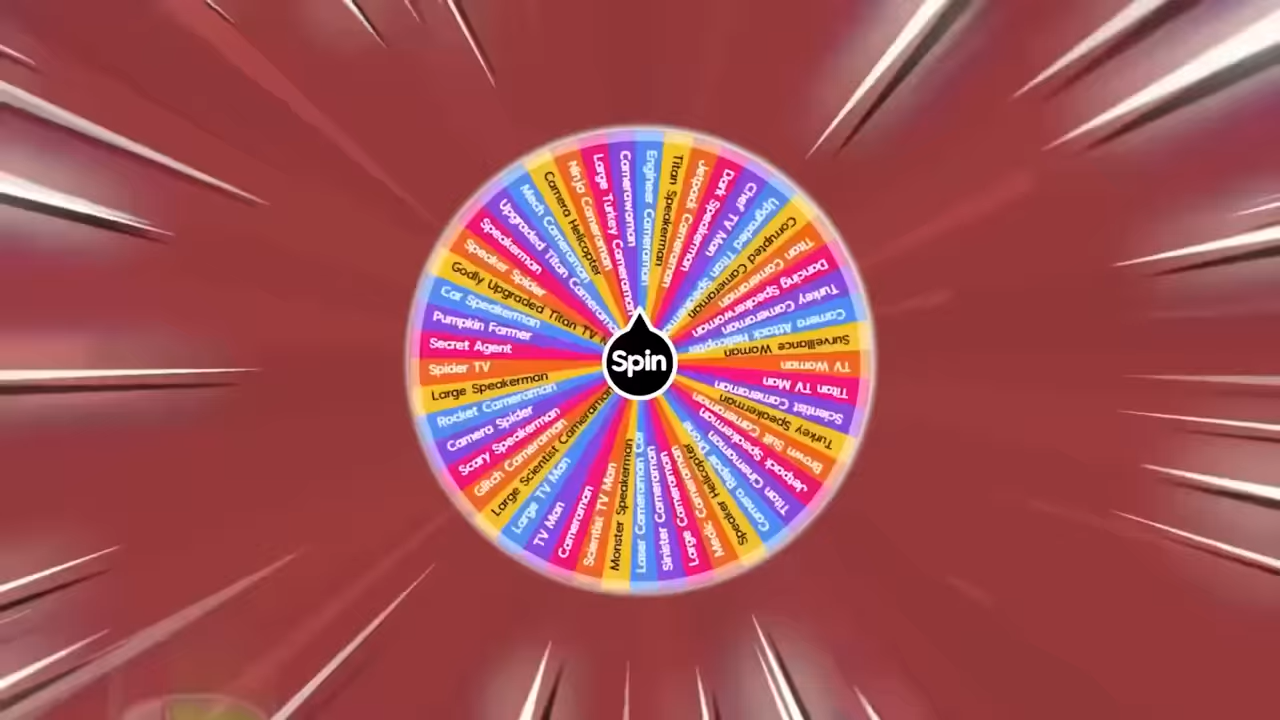 Engineer Cameraman
Titan Speakerman
Jetpack Cameraman
Dark Speakerman
Chef TV Man
Upgraded Titan
Corrupted Cameraman
Titan Cameraman
Dancing Speakerwoman
Turkey Cameraman
Camera Attack Helicopter
Surveillance Woman
TV Woman
Titan TV Man
Scientist Cameraman
Turkey Speakerman
Brown Suit Cameraman
Jetpack Speakerman
Titan Cinemaman
Camera Repair Drone
Speaker Helicopter
Medic Cameraman
Large Cameraman
Sinister Cameraman
Laser Cameraman Car
Monster Speakerman
Scientist TV Man
Cameraman
TV Man
Large TV Man
Large Scientist Cameraman
Glitch Cameraman
Scary Speakerman
Camera Spider
Rocket Cameraman
Large Speakerman
Spider TV
Secret Agent
Pumpkin Farmer
Car Speakerman
Godly Upgraded Titan TV
Speaker Spider
Speakerman
Upgraded Titan Cameraman
Mech Cameraman
Camera Helicopter
Ninja Cameraman
Large Turkey Cameraman
Camerawoman
Spin